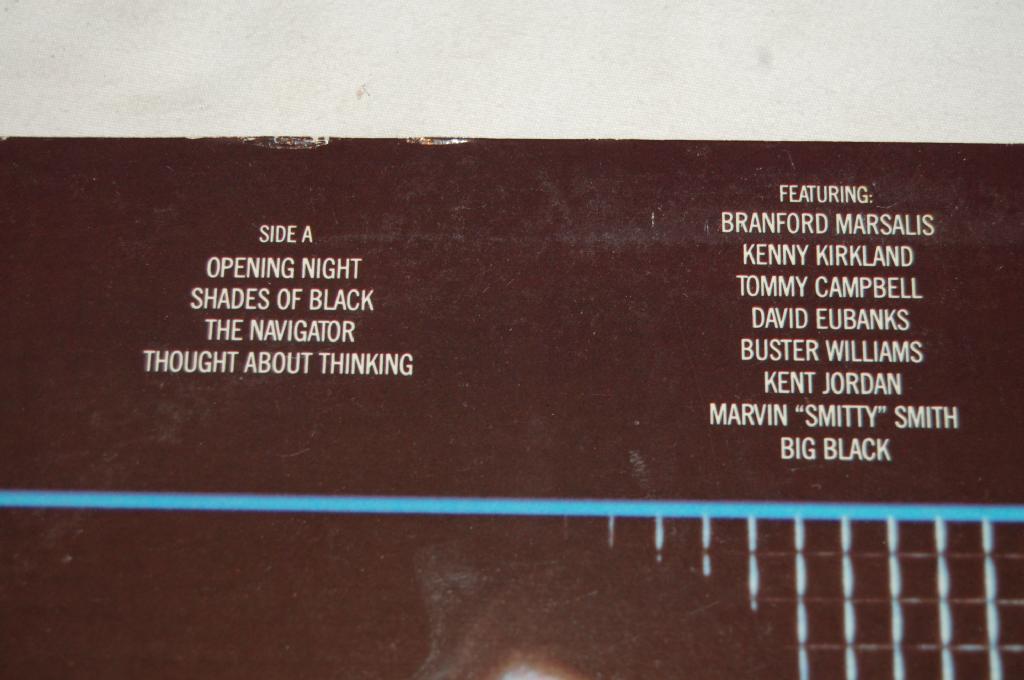 SIDE A
OPENING NIGHT
SHADES OF BLACK
THE NAVIGATOR
THOUGHT ABOUT THINKING
FEATURING:
BRANFORD MARSALIS
KENNY KIRKLAND
TOMMY CAMPBELL
DAVID EUBANKS
BUSTER WILLIAMS
KENT JORDAN
MARVIN "SMITTY" SMITH
BIG BLACK